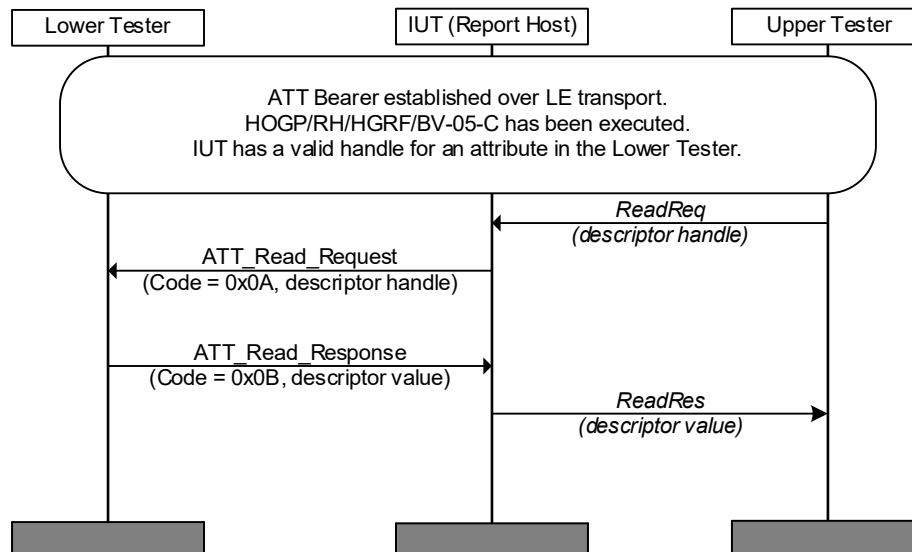 Lower Tester
IUT (Report Host)
Upper Tester
ATT Bearer established over LE transport.
HOGP/RH/HGRF/BV-05-C has been executed.
IUT has a valid handle for an attribute in the Lower Tester.
ReadReq
(descriptor handle)
ATT_Read_Request
(Code = 0x0A, descriptor handle)
ATT_Read_Response
(Code = 0x0B, descriptor value)
ReadRes
(descriptor value)